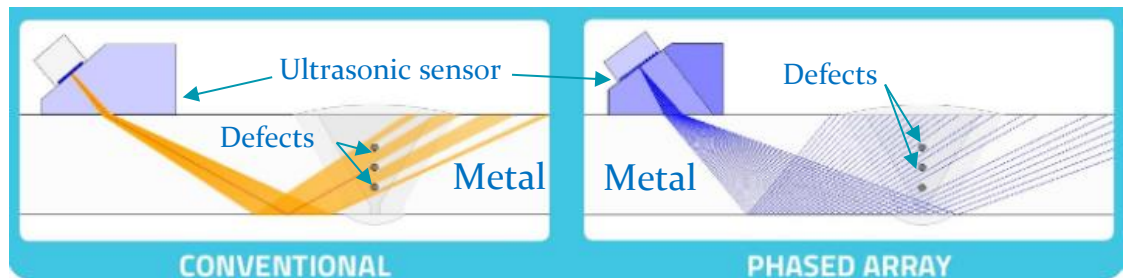 Ultrasonic sensor
Defects
Metal
CONVENTIONAL
Defects
Metal
PHASED ARRAY